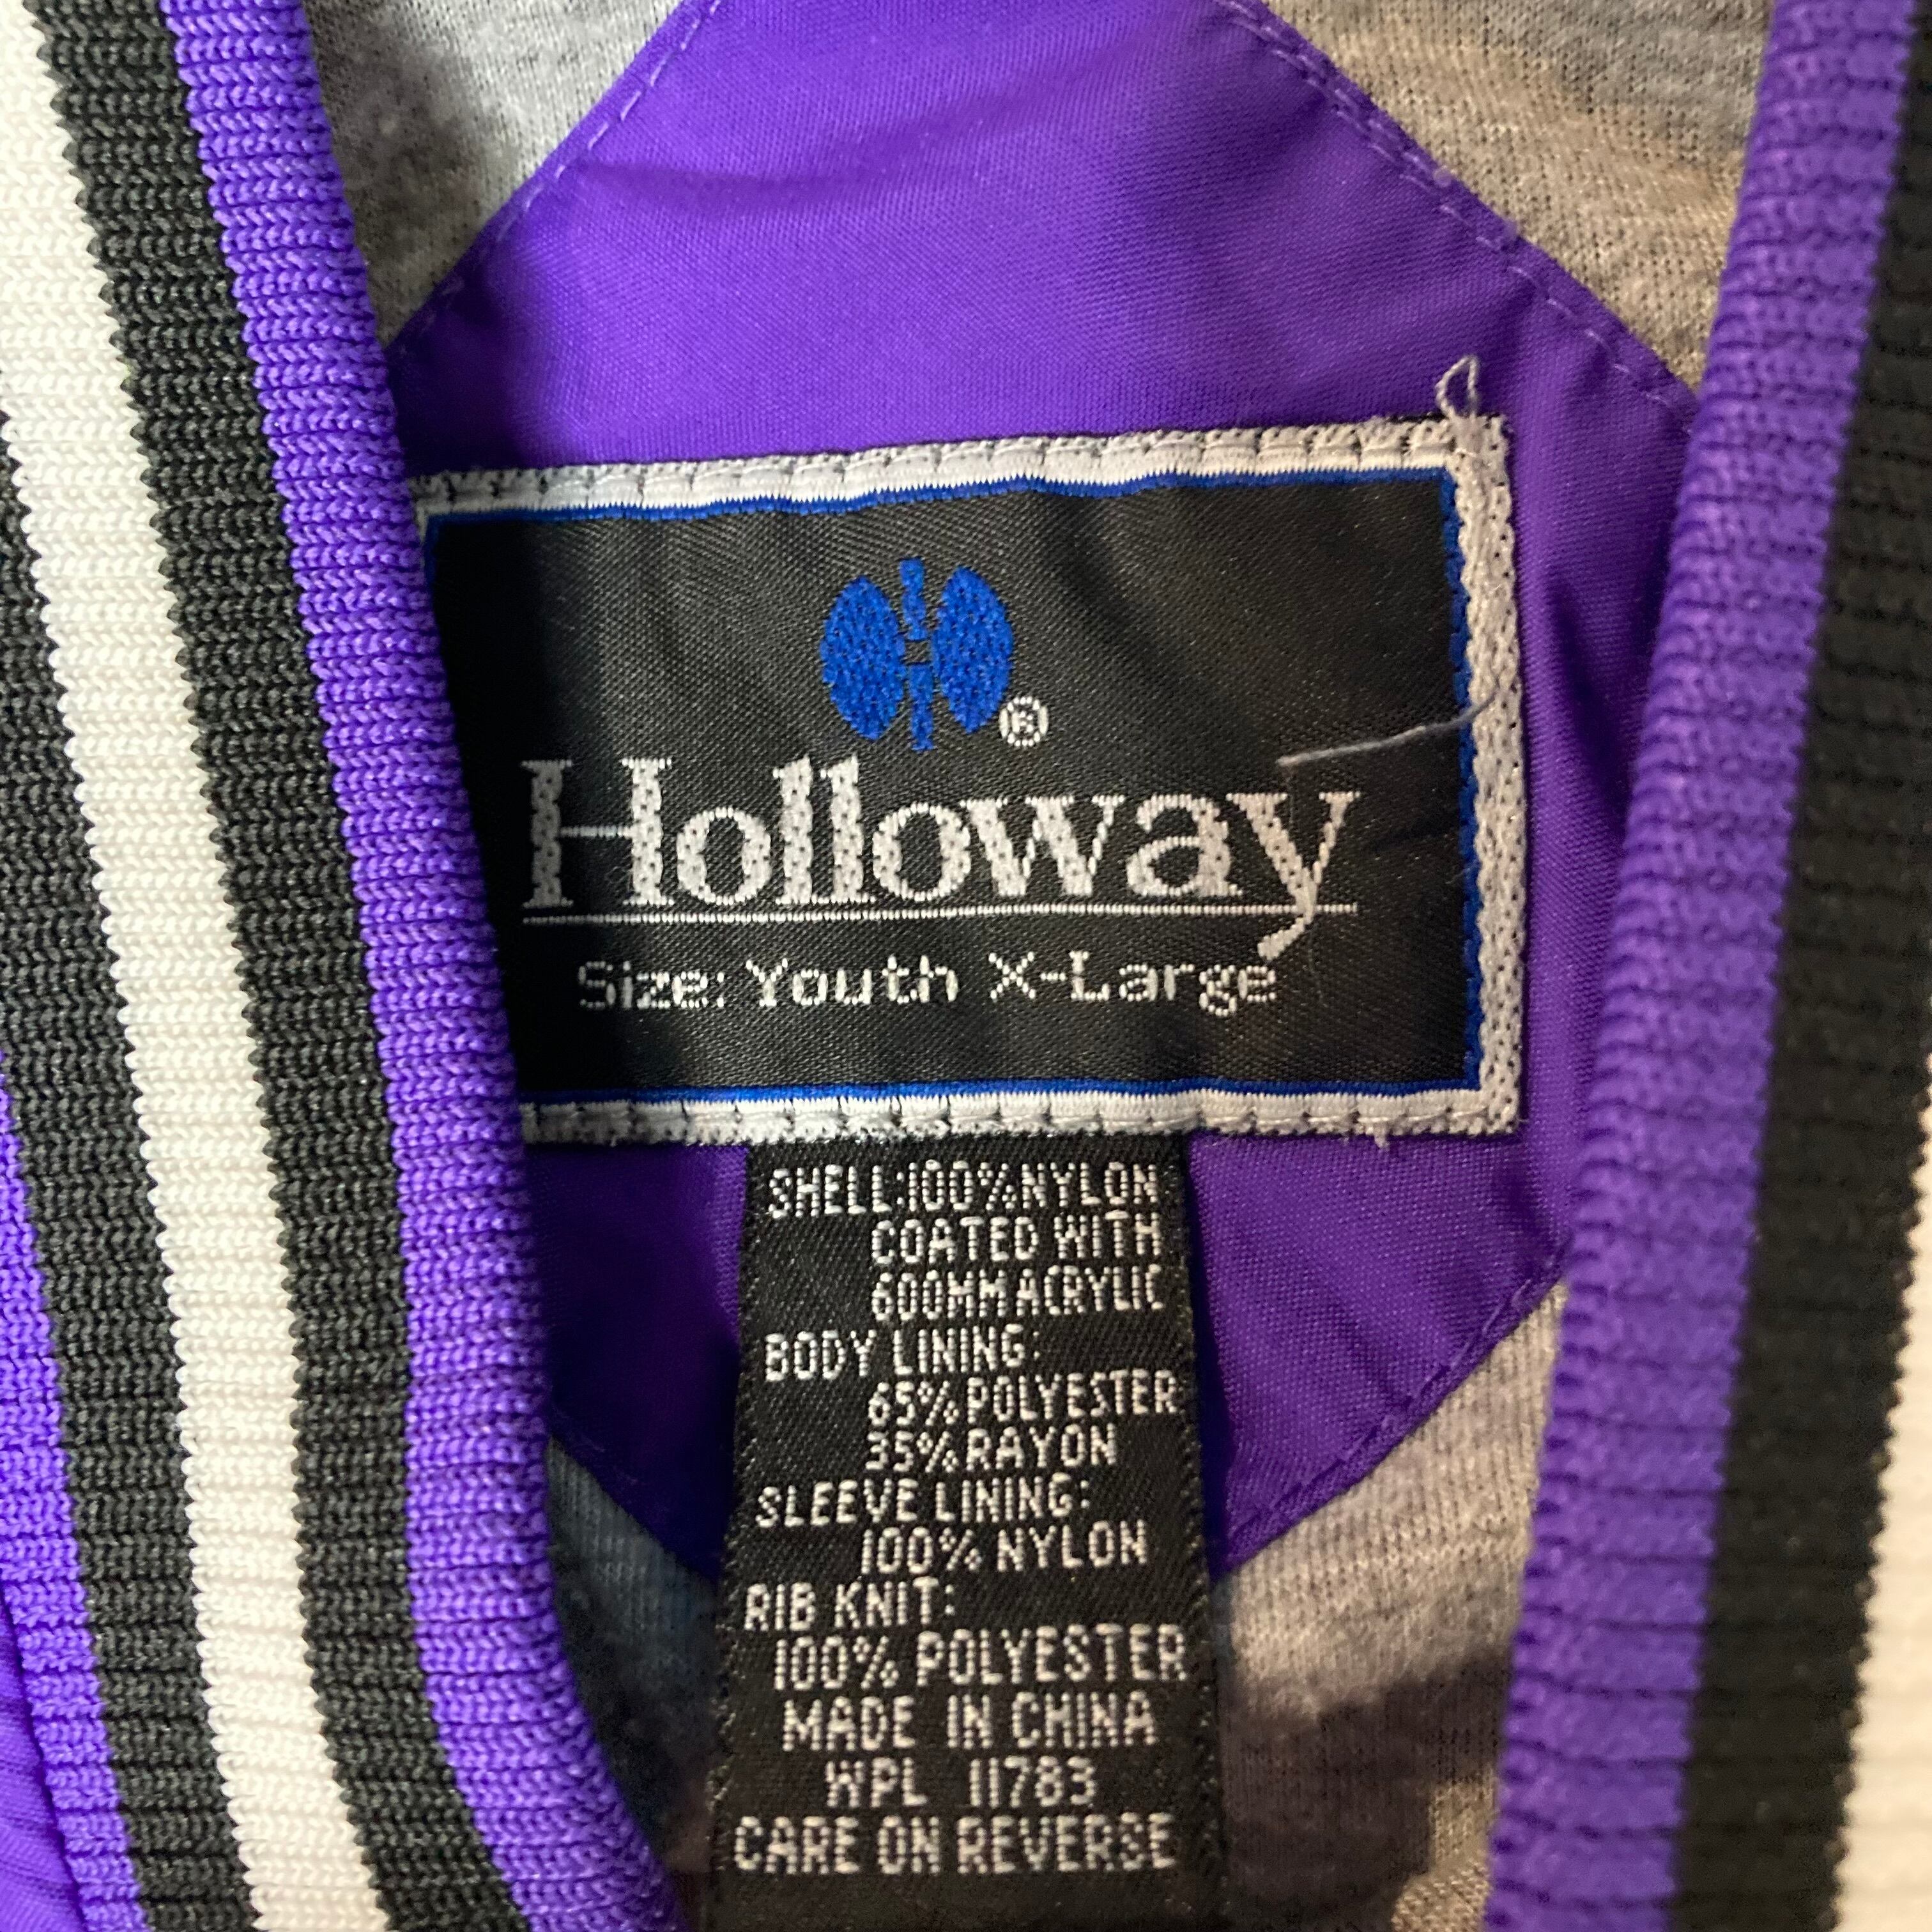 ®
Holloway
Size: Youth X-Large
SHELL:100%NYLON
COATED WITH
600MM ACRYLIC
BODY LINING:
65% POLYESTER
35% RAYON
SLEEVE LINING:
100% NYLON
RIB KNIT:
100% POLYESTER
MADE IN CHINA
WPL 11783
CARE ON REVERSE